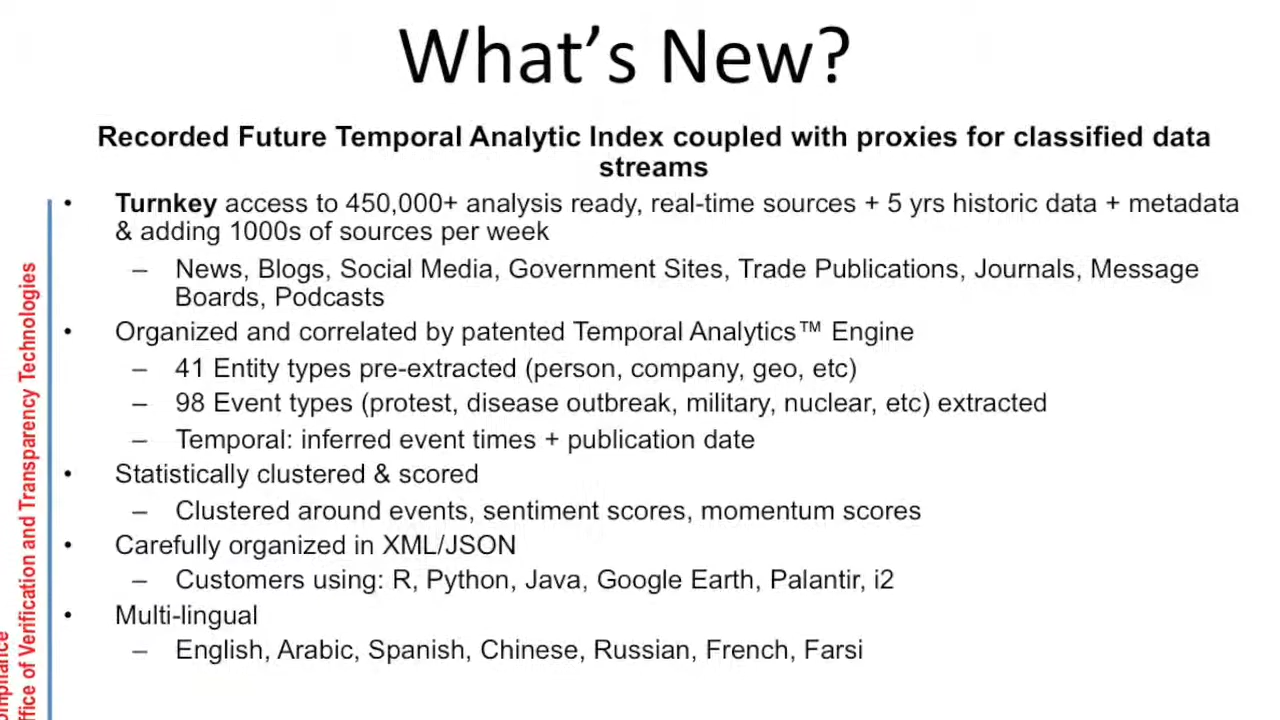 What’s New?
Recorded Future Temporal Analytic Index coupled with proxies for classified data
streams
• Turnkey access to 450,000+ analysis ready, real-time sources + 5 yrs historic data + metadata
& adding 1000s of sources per week
– News, Blogs, Social Media, Government Sites, Trade Publications, Journals, Message
Boards, Podcasts
• Organized and correlated by patented Temporal Analytics™ Engine
– 41 Entity types pre-extracted (person, company, geo, etc)
– 98 Event types (protest, disease outbreak, military, nuclear, etc) extracted
– Temporal: inferred event times + publication date
• Statistically clustered & scored
– Clustered around events, sentiment scores, momentum scores
• Carefully organized in XML/JSON
– Customers using: R, Python, Java, Google Earth, Palantir, i2
• Multi-lingual
– English, Arabic, Spanish, Chinese, Russian, French, Farsi
ffice of Verification and Transparency Technologies